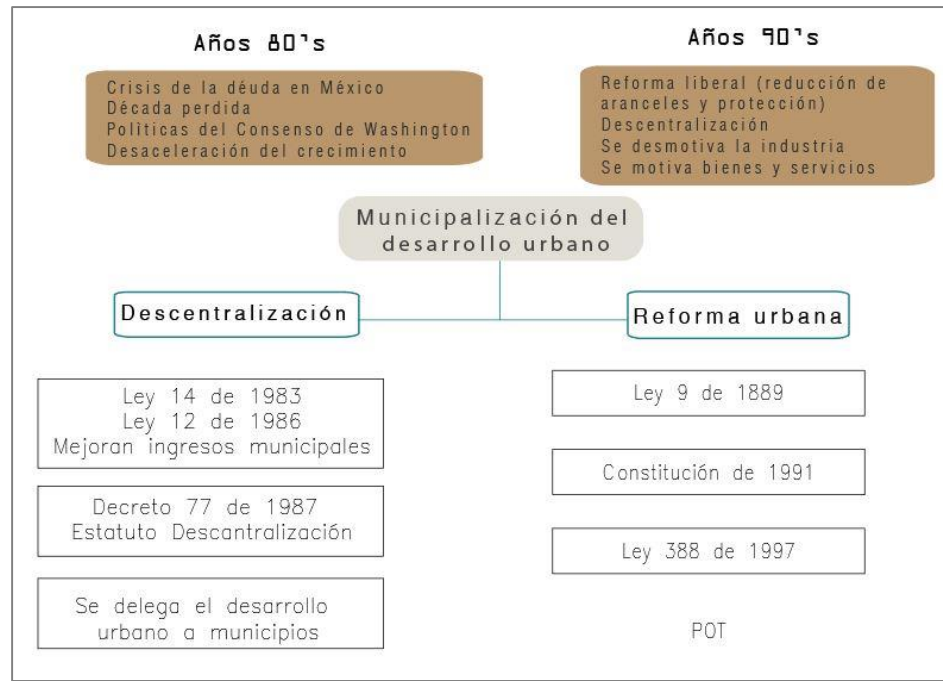 Años 80's
Crisis de la déuda en México
Década perdida
Políticas del Consenso de Washington
Desaceleración del crecimiento
Años 90's
Reforma liberal (reducción de
aranceles y protección)
Descentralización
Se desmotiva la industria
Se motiva bienes y servicios
Municipalización del
desarrollo urbano
Descentralización
Ley 14 de 1983
Ley 12 de 1986
Mejoran ingresos municipales
Decreto 77 de 1987
Estatuto Descantralización
Se delega el desarrollo
urbano a municipios
Reforma urbana
Ley 9 de 1889
Constitución de 1991
Ley 388 de 1997
POT